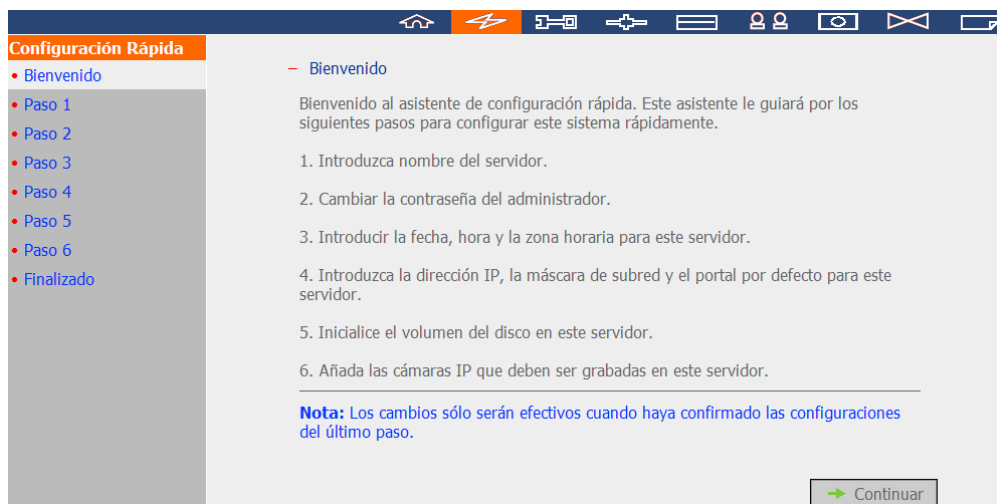 Configuración Rápida
• Bienvenido
• Paso 1
• Paso 2
• Paso 3
• Paso 4
• Paso 5
• Paso 6
• Finalizado
– Bienvenido
Bienvenido al asistente de configuración rápida. Este asistente le guiará por los
siguientes pasos para configurar este sistema rápidamente.
1. Introduzca nombre del servidor.
2. Cambiar la contraseña del administrador.
3. Introducir la fecha, hora y la zona horaria para este servidor.
4. Introduzca la dirección IP, la máscara de subred y el portal por defecto para este
servidor.
5. Inicialice el volumen del disco en este servidor.
6. Añada las cámaras IP que deben ser grabadas en este servidor.
Nota: Los cambios sólo serán efectivos cuando haya confirmado las configuraciones
del último paso.
Continuar